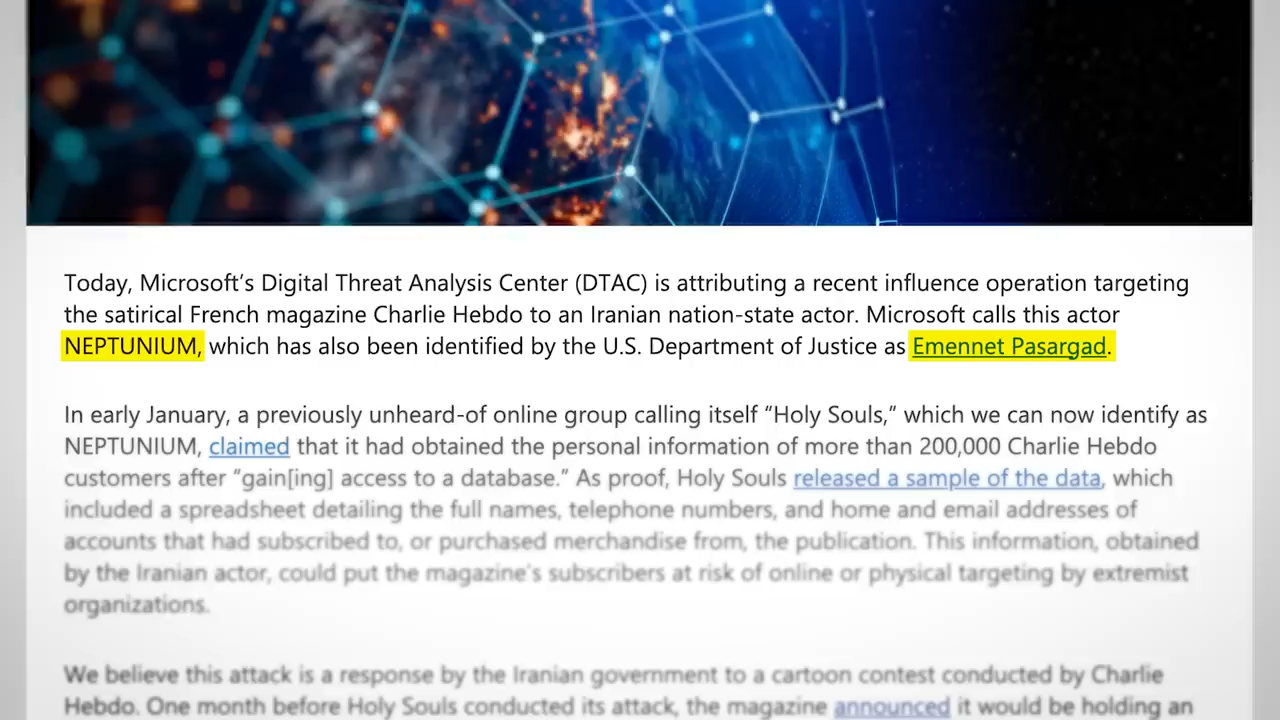 Today, Microsoft’s Digital Threat Analysis Center (DTAC) is attributing a recent influence operation targeting
the satirical French magazine Charlie Hebdo to an Iranian nation-state actor. Microsoft calls this actor
NEPTUNIUM, which has also been identified by the U.S. Department of Justice as Emennet Pasargad.
In early January, a previously unheard-of online group calling itself “Holy Souls,” which we can now identify as
NEPTUNIUM, claimed that it had obtained the personal information of more than 200,000 Charlie Hebdo
customers after “gain[ing] access to a database.” As proof, Holy Souls released a sample of the data, which
included a spreadsheet detailing the full names, telephone numbers, and home and email addresses of
accounts that had subscribed to, or purchased merchandise from, the publication. This information, obtained
by the Iranian actor, could put the magazine’s subscribers at risk of online or physical targeting by extremist
organizations.
We believe this attack is a response by the Iranian government to a cartoon contest conducted by Charlie
Hebdo. One month before Holy Souls conducted its attack, the magazine announced it would be holding an